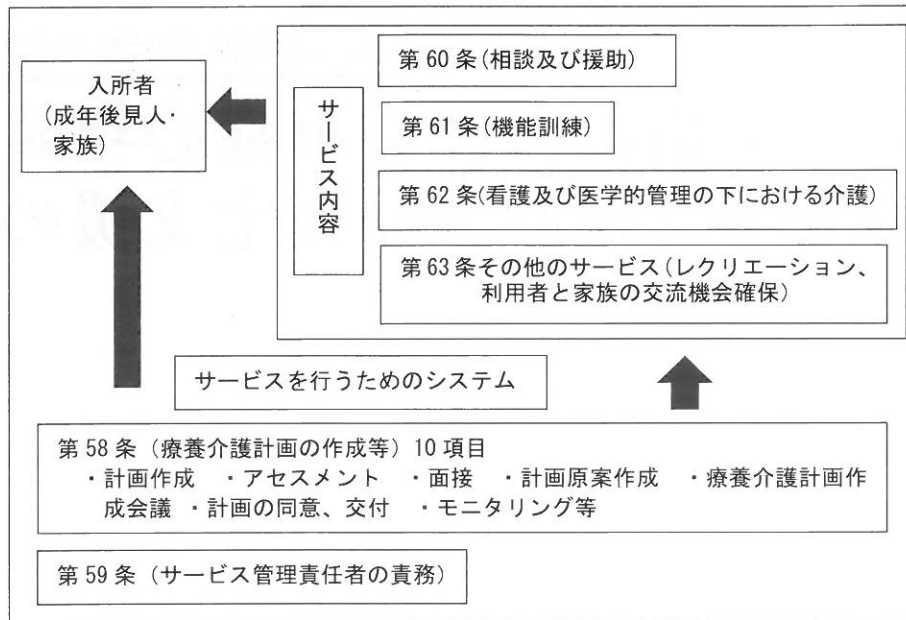 入所者
(成年後見人・
家族)
サービス内容
第60条(相談及び援助)
第61条(機能訓練)
第62条(看護及び医学的管理の下における介護)
第63条その他のサービス(レクリエーション、
利用者と家族の交流機会確保)
サービスを行うためのシステム
第58条(療養介護計画の作成等)10項目
・計画作成 ・アセスメント ・面接 ・計画原案作成 ・療養介護計画作
成会議 ・計画の同意、交付 ・モニタリング等
第59条(サービス管理責任者の責務)